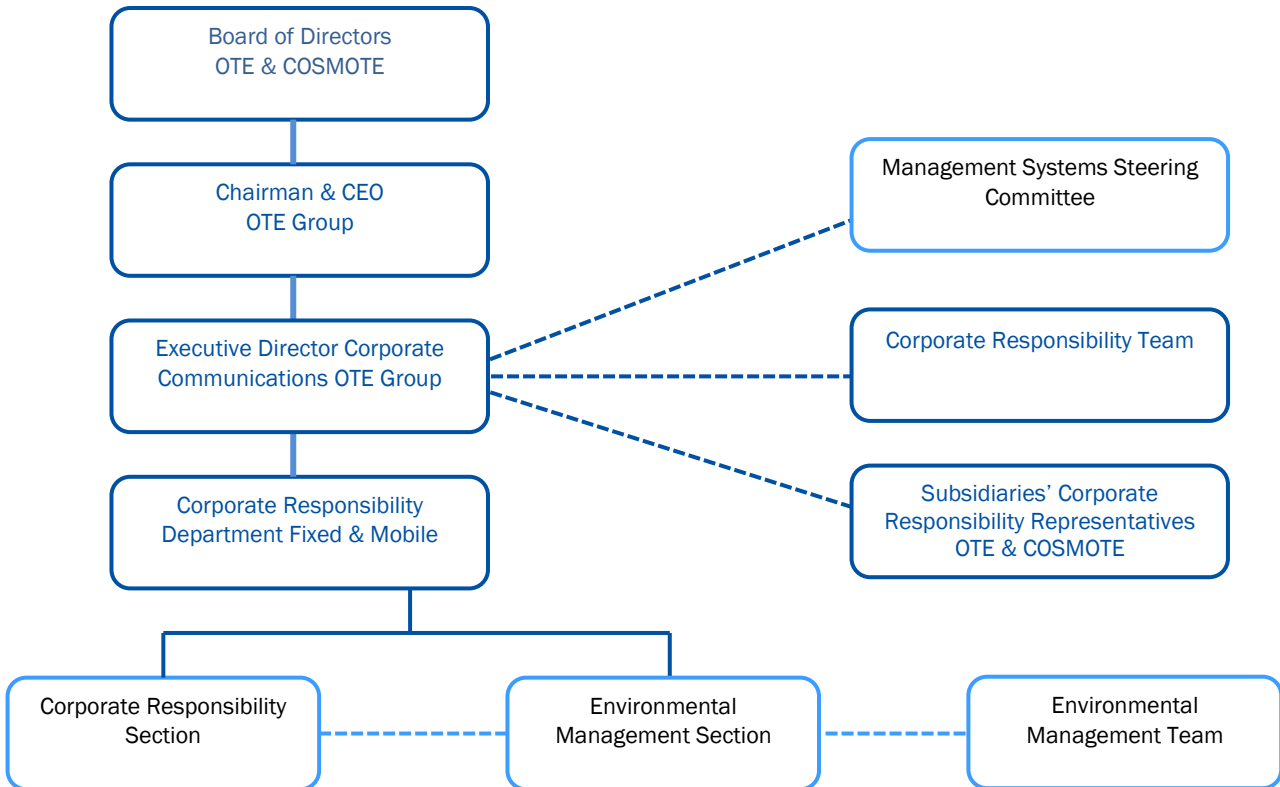 Board of Directors
OTE & COSMOTE
Chairman & CEO
OTE Group
Executive Director Corporate
Communications OTE Group
Corporate Responsibility
Department Fixed & Mobile
Management Systems Steering
Committee
Corporate Responsibility Team
Subsidiaries’ Corporate
Responsibility Representatives
OTE & COSMOTE
Corporate Responsibility
Section
Environmental
Management Section
Environmental
Management Team